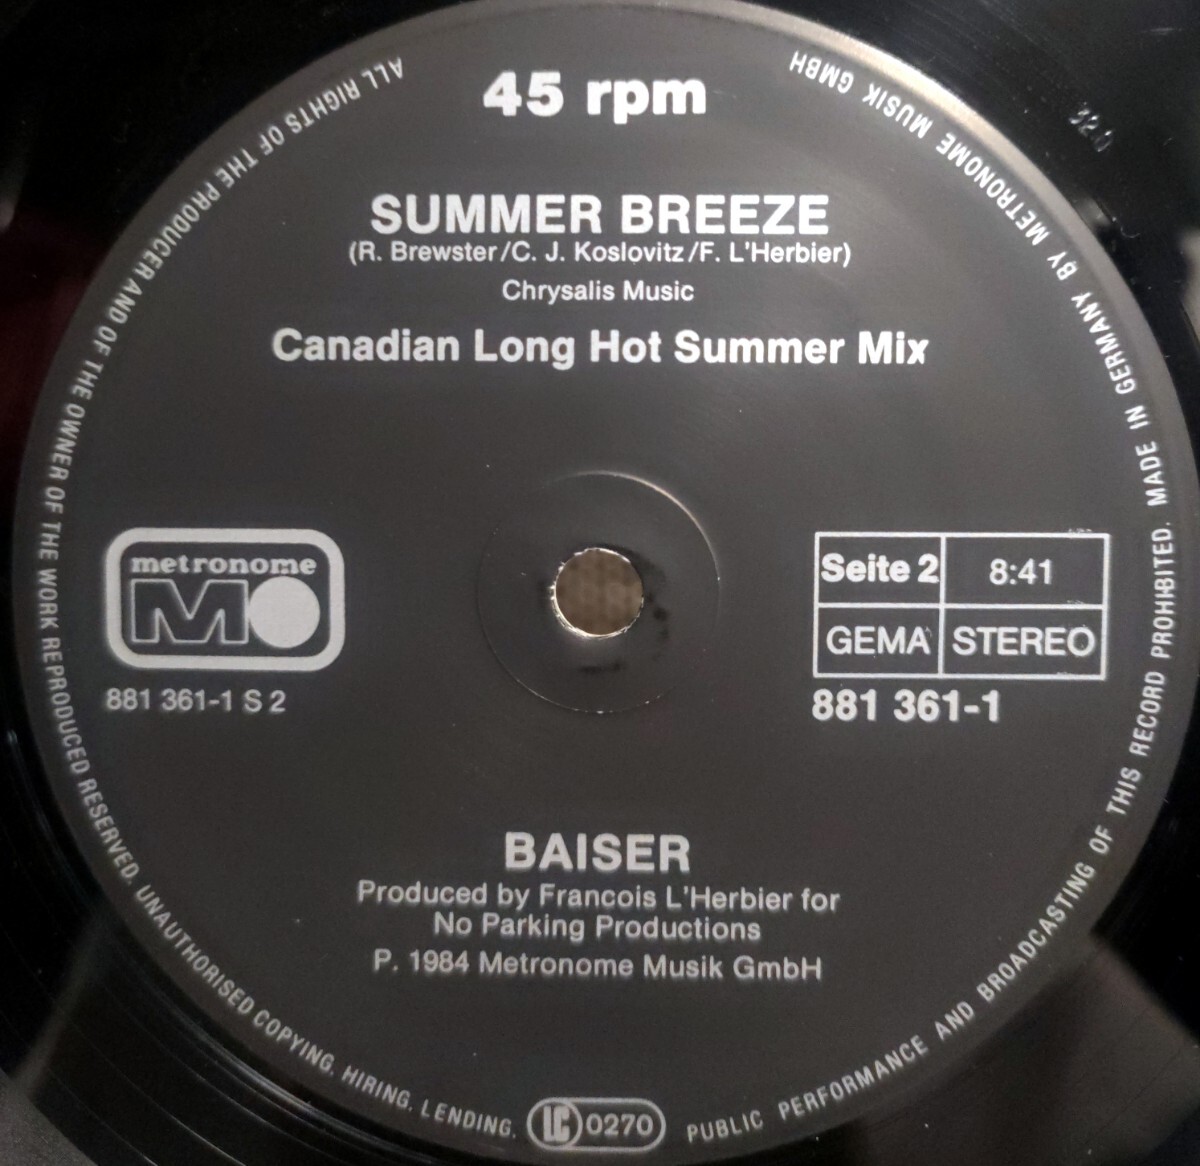 45 rpm
SUMMER BREEZE
(R. Brewster/C. J. Koslovitz/F. L'Herbier)
Chrysalis Music
Canadian Long Hot Summer Mix
metronome
MO
881 361-1 S 2
Seite 2 8:41
GEMA STEREO
881 361-1
BAISER
Produced by Francois L'Herbier for
No Parking Productions
P. 1984 Metronome Musik GmbH
ALL RIGHTS OF THE PRODUCER AND OF THE OWNER OF THE WORK REPRODUCED RESERVED. UNAUTHORISED COPYING, HIRING, LENDING, PUBLIC PERFORMANCE AND BROADCASTING OF THIS RECORD PROHIBITED. MADE IN GERMANY BY METRONOME MUSIK GMBH
LC 0270